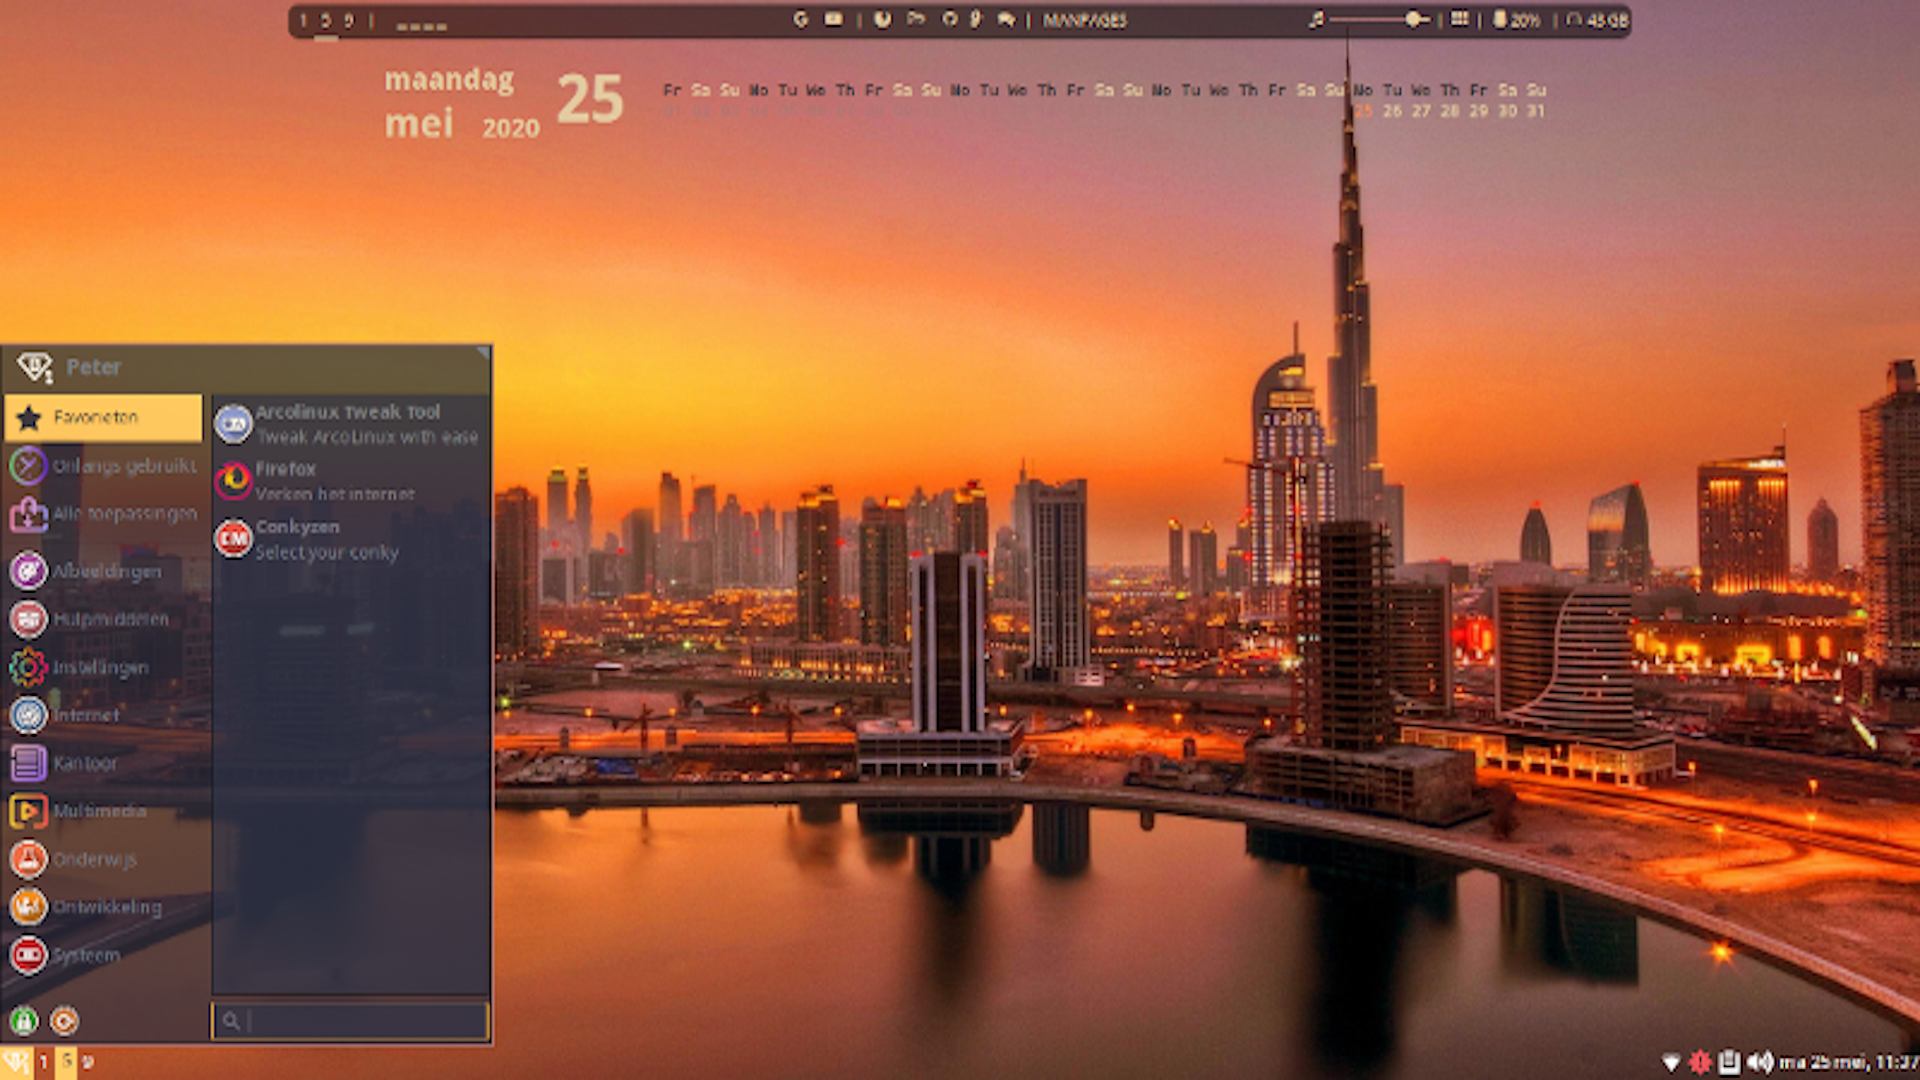 1 5 9 | ____ G | | MANPAGES | | 20% | 43 GB
maandag
mei 2020 25
Fr Sa Su Mo Tu We Th Fr Sa Su Mo Tu We Th Fr Sa Su Mo Tu We Th Fr Sa Su Mo Tu We Th Fr Sa Su
25 26 27 28 29 30 31
Peter
Favorieten
Onlangs gebruikt
Alle toepassingen
Afbeeldingen
Hulpmiddelen
Instellingen
Internet
Kantoor
Multimedia
Onderwijs
Ontwikkeling
Systeem
Arcolinux Tweak Tool
Tweak ArcoLinux with ease
Firefox
Verken het internet
CM
Conkyzen
Select your conky
1 5 9
ma 25 mei, 11:37